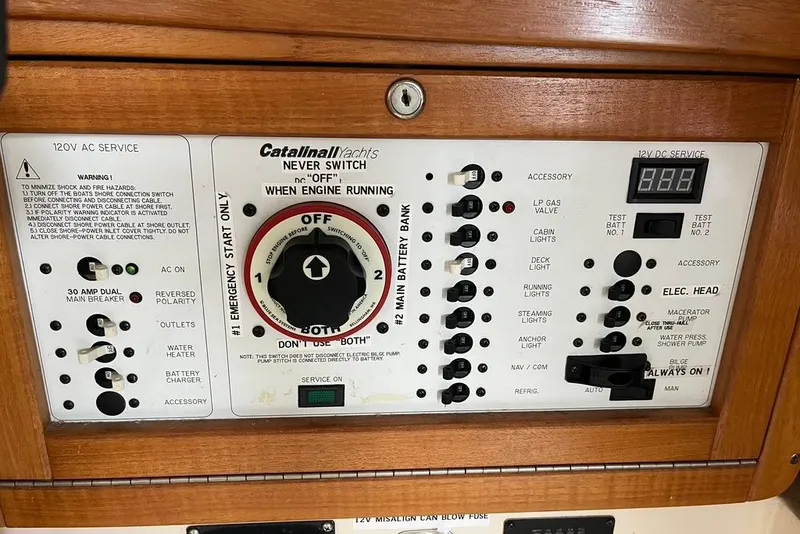 120V AC SERVICE
WARNING!
TO MINIMIZE SHOCK AND FIRE HAZARDS:
1.) TURN OFF THE BOATS SHORE CONNECTION SWITCH
BEFORE CONNECTING AND DISCONNECTING CABLE.
2.) CONNECT SHORE POWER CABLE AT SHORE FIRST.
3.) IF POLARITY WARNING INDICATOR IS ACTIVATED
IMMEDIATELY DISCONNECT CABLE.
4.) DISCONNECT SHORE POWER CABLE AT SHORE OUTLET.
5.) CLOSE SHORE-POWER INLET COVER TIGHTLY. DO NOT
ALTER SHORE-POWER CABLE CONNECTIONS.
AC ON
30 AMP DUAL
MAIN BREAKER
REVERSED
POLARITY
OUTLETS
WATER
HEATER
BATTERY
CHARGER
ACCESSORY
Catalina Yachts
NEVER SWITCH
"OFF"
WHEN ENGINE RUNNING
#1 EMERGENCY START ONLY
OFF
STOP ENGINE BEFORE SWITCHING TO "OFF"
1
2
BOTH
#2 MAIN BATTERY BANK
DON'T USE "BOTH"
NOTE: THIS SWITCH DOES NOT DISCONNECT ELECTRIC BILGE PUMP.
PUMP SWITCH IS CONNECTED DIRECTLY TO BATTERY.
SERVICE ON
ACCESSORY
LP GAS
VALVE
CABIN
LIGHTS
DECK
LIGHT
RUNNING
LIGHTS
STEAMING
LIGHTS
ANCHOR
LIGHT
NAV / COM
REFRIG.
12V DC SERVICE
888
TEST
BATT
NO. 1
TEST
BATT
NO. 2
ACCESSORY
ELEC. HEAD
MACERATOR
PUMP
CLOSE THRU-HULL
AFTER USE
WATER PRESS.
SHOWER PUMP
BILGE
ALWAYS ON !
AUTO
MAN
12V MISALIGN CAN BLOW FUSE